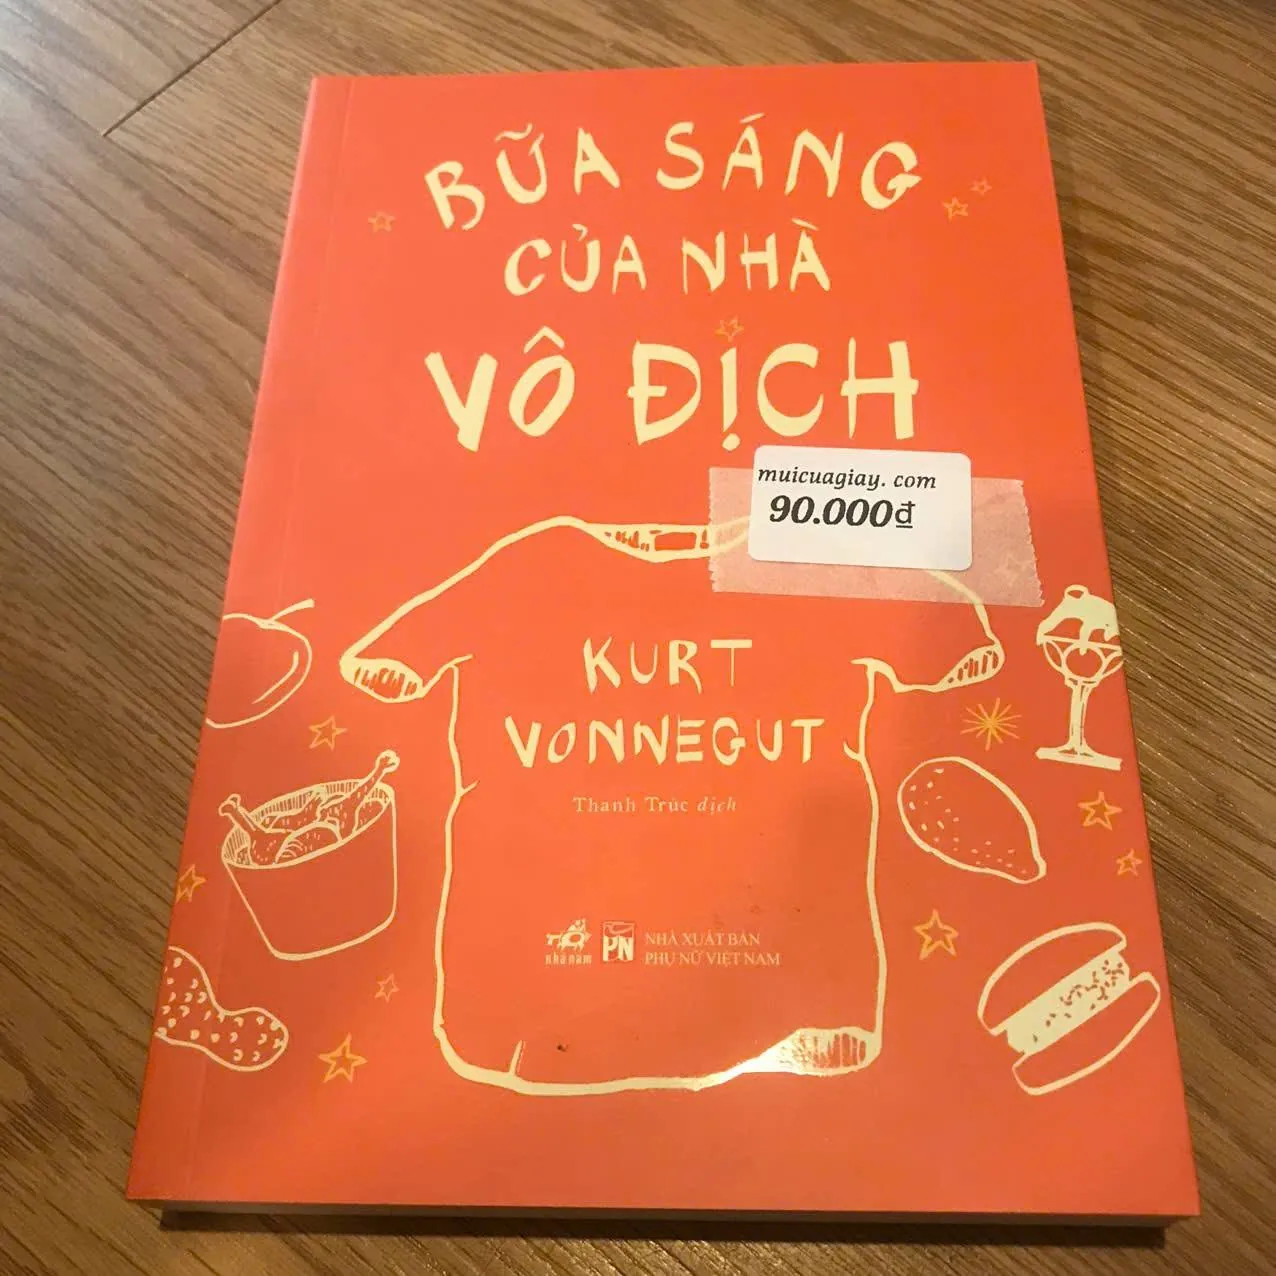 BỮA SÁNG
CỦA NHÀ
VÔ ĐỊCH
muicuagiay. com
90.000₫
KURT
VONNEGUT
Thanh Trúc dịch
nhã nam
PN
NHÀ XUẤT BẢN
PHỤ NỮ VIỆT NAM